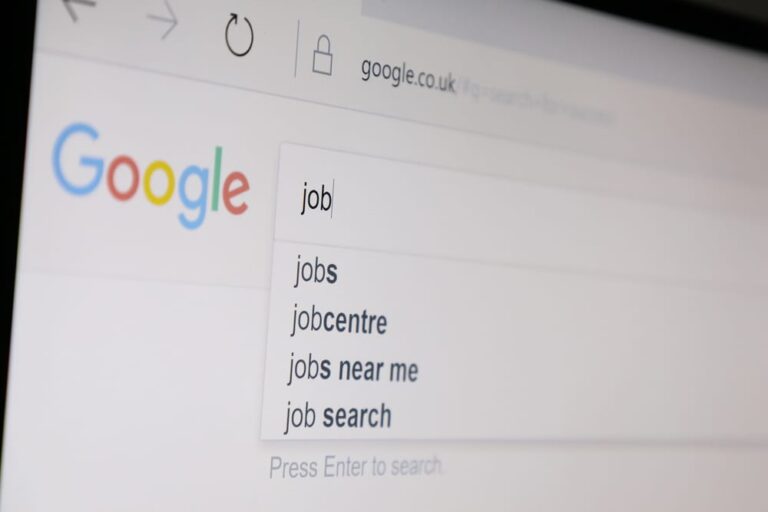 google.co.uk
Google
job
jobs
jobcentre
jobs near me
job search
Press Enter to search.